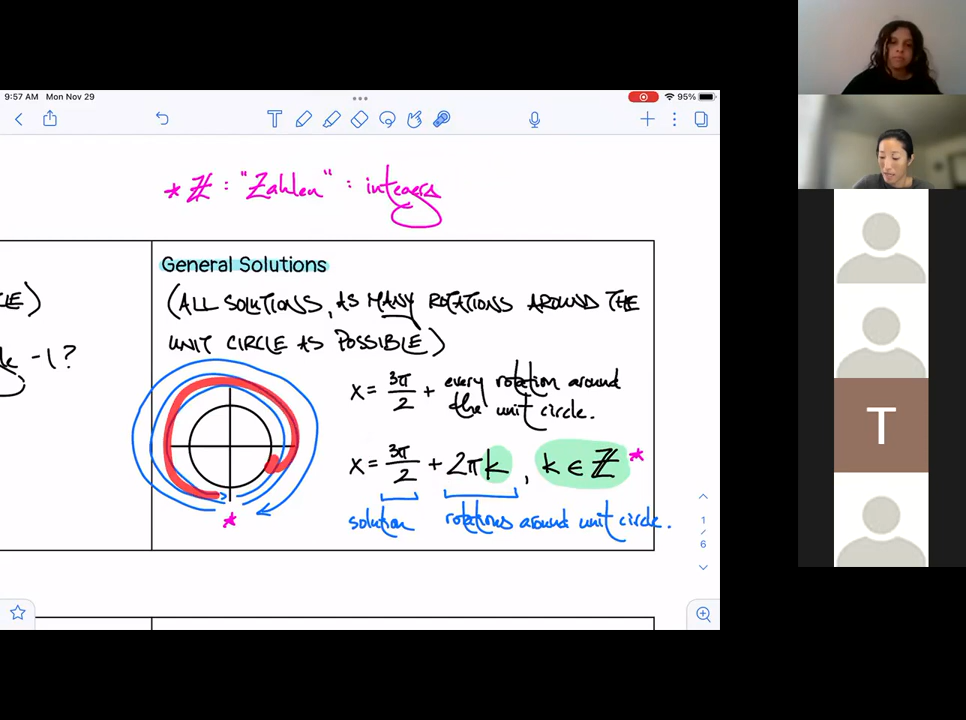 9:57 AM Mon Nov 29
95%
* ℤ : "Zahlen" : integers
General Solutions
(ALL SOLUTIONS, AS MANY ROTATIONS AROUND THE
UNIT CIRCLE AS POSSIBLE)
-1?
x = 3π/2 + every rotation around
the unit circle.
x = 3π/2 + 2πk , k ∈ ℤ *
*
solution rotations around unit circle.
1
/
6
T